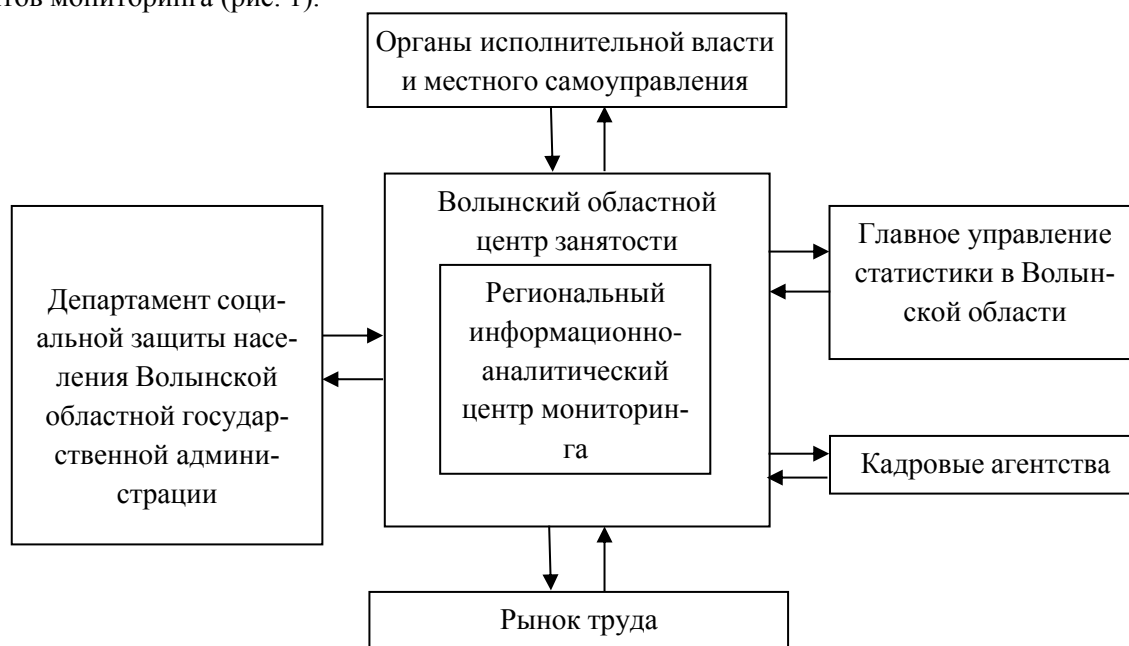 мониторинга (рис. 1).
Органы исполнительной власти
и местного самоуправления
Волынский областной
центр занятости
Региональный
информационно-
аналитический
центр мониторин-
га
Департамент соци-
альной защиты насе-
ления Волынской
областной государ-
ственной админи-
страции
Главное управление
статистики в Волын-
ской области
Кадровые агентства
Рынок труда